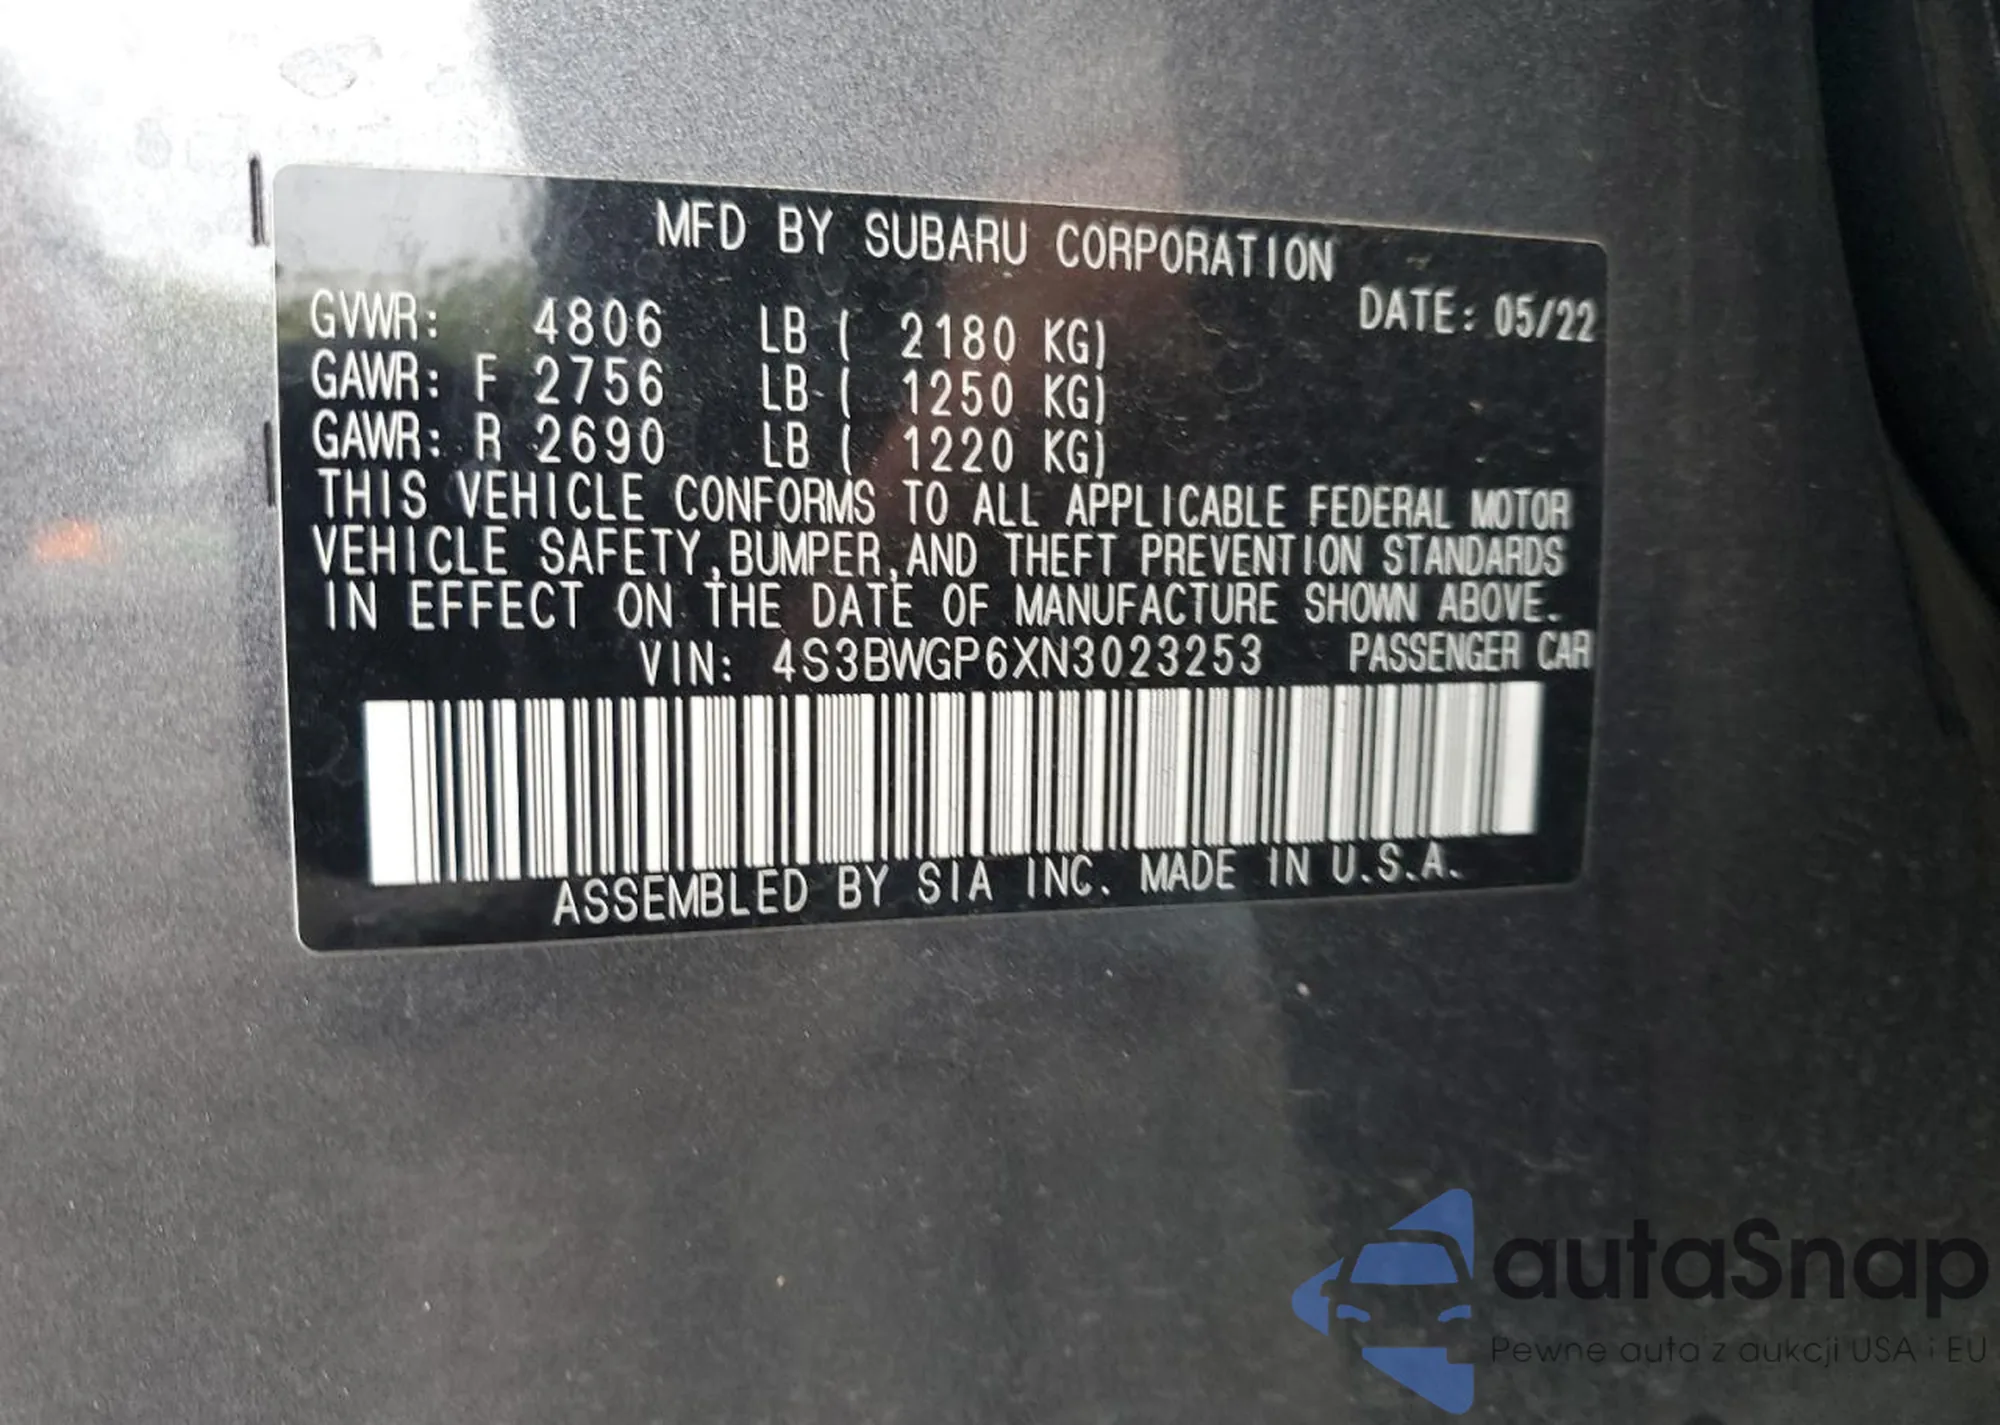 MFD BY SUBARU CORPORATION
DATE: 05/22
GVWR: 4806 LB ( 2180 KG)
GAWR: F 2756 LB ( 1250 KG)
GAWR: R 2690 LB ( 1220 KG)
THIS VEHICLE CONFORMS TO ALL APPLICABLE FEDERAL MOTOR
VEHICLE SAFETY,BUMPER,AND THEFT PREVENTION STANDARDS
IN EFFECT ON THE DATE OF MANUFACTURE SHOWN ABOVE.
VIN: 4S3BWGP6XN3023253 PASSENGER CAR
ASSEMBLED BY SIA INC. MADE IN U.S.A.
autaSnap
Pewne auta z aukcji USA i EU